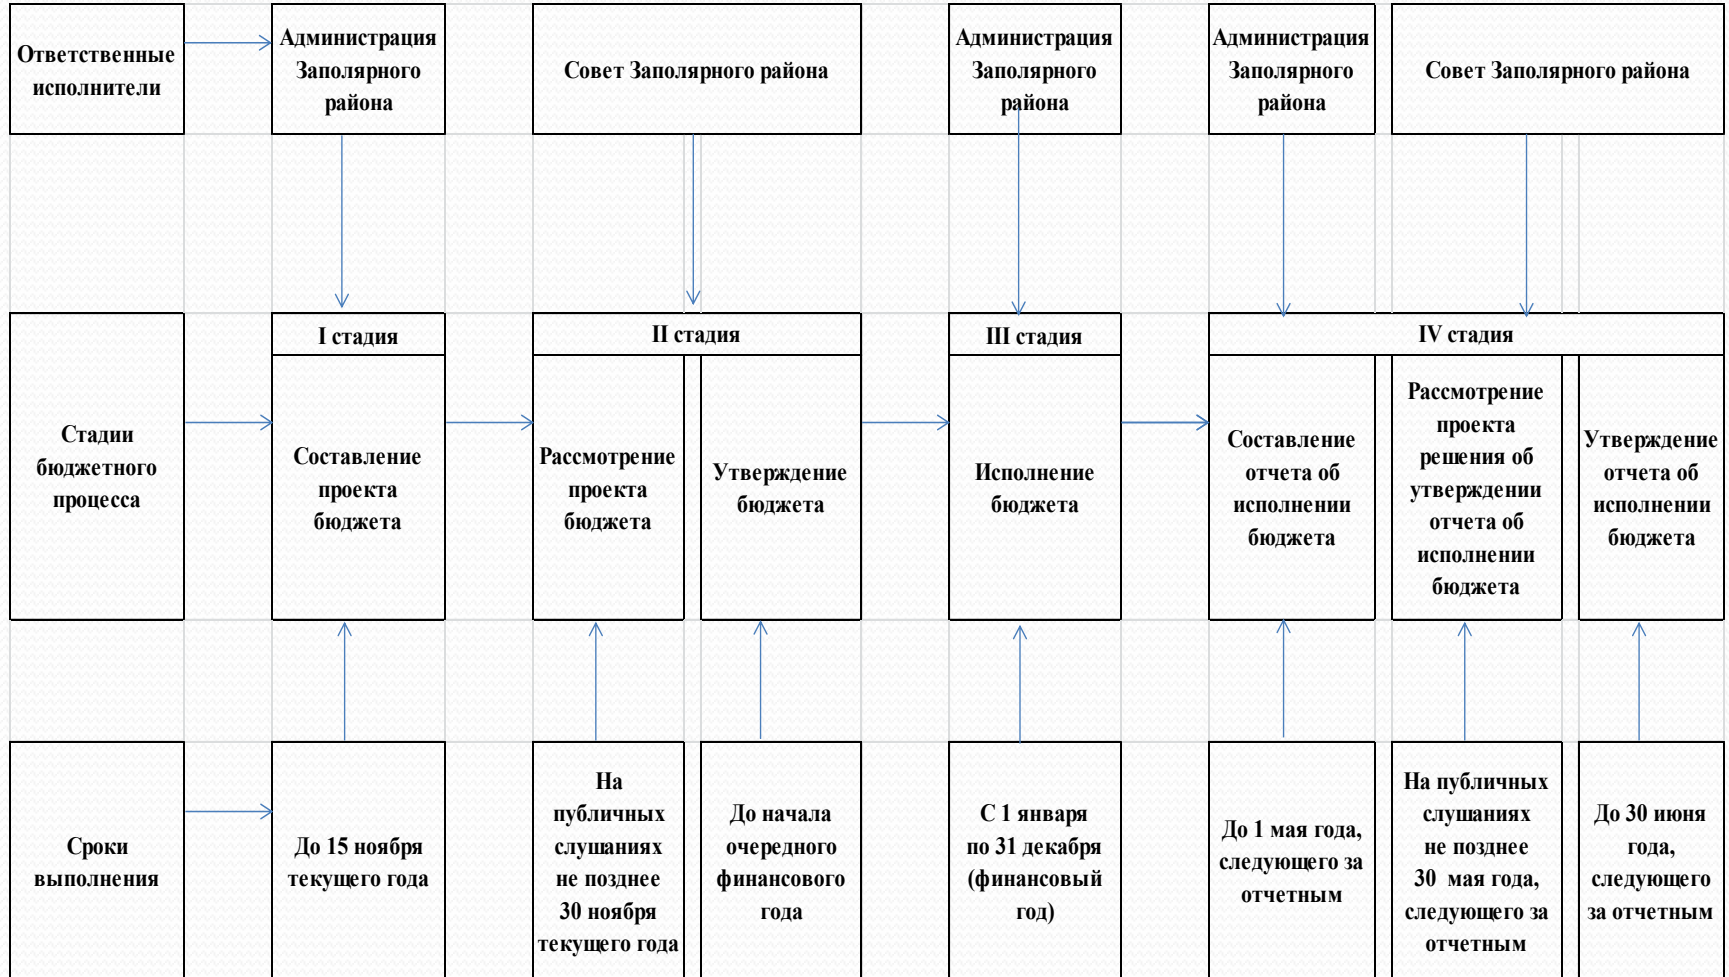 Ответственные
исполнители
Администрация
Заполярного
района
Совет Заполярного района
Администрация
Заполярного
района
Администрация
Заполярного
района
Совет Заполярного района
Стадии
бюджетного
процесса
I стадия
Составление
проекта
бюджета
II стадия
Рассмотрение
проекта
бюджета
Утверждение
бюджета
III стадия
Исполнение
бюджета
IV стадия
Составление
отчета об
исполнении
бюджета
Рассмотрение
проекта
решения об
утверждении
отчета об
исполнении
бюджета
Утверждение
отчета об
исполнении
бюджета
Сроки
выполнения
До 15 ноября
текущего года
На
публичных
слушаниях
не позднее
30 ноября
текущего года
До начала
очередного
финансового
года
С 1 января
по 31 декабря
(финансовый
год)
До 1 мая года,
следующего за
отчетным
На публичных
слушаниях
не позднее
30 мая года,
следующего за
отчетным
До 30 июня
года,
следующего
за отчетным